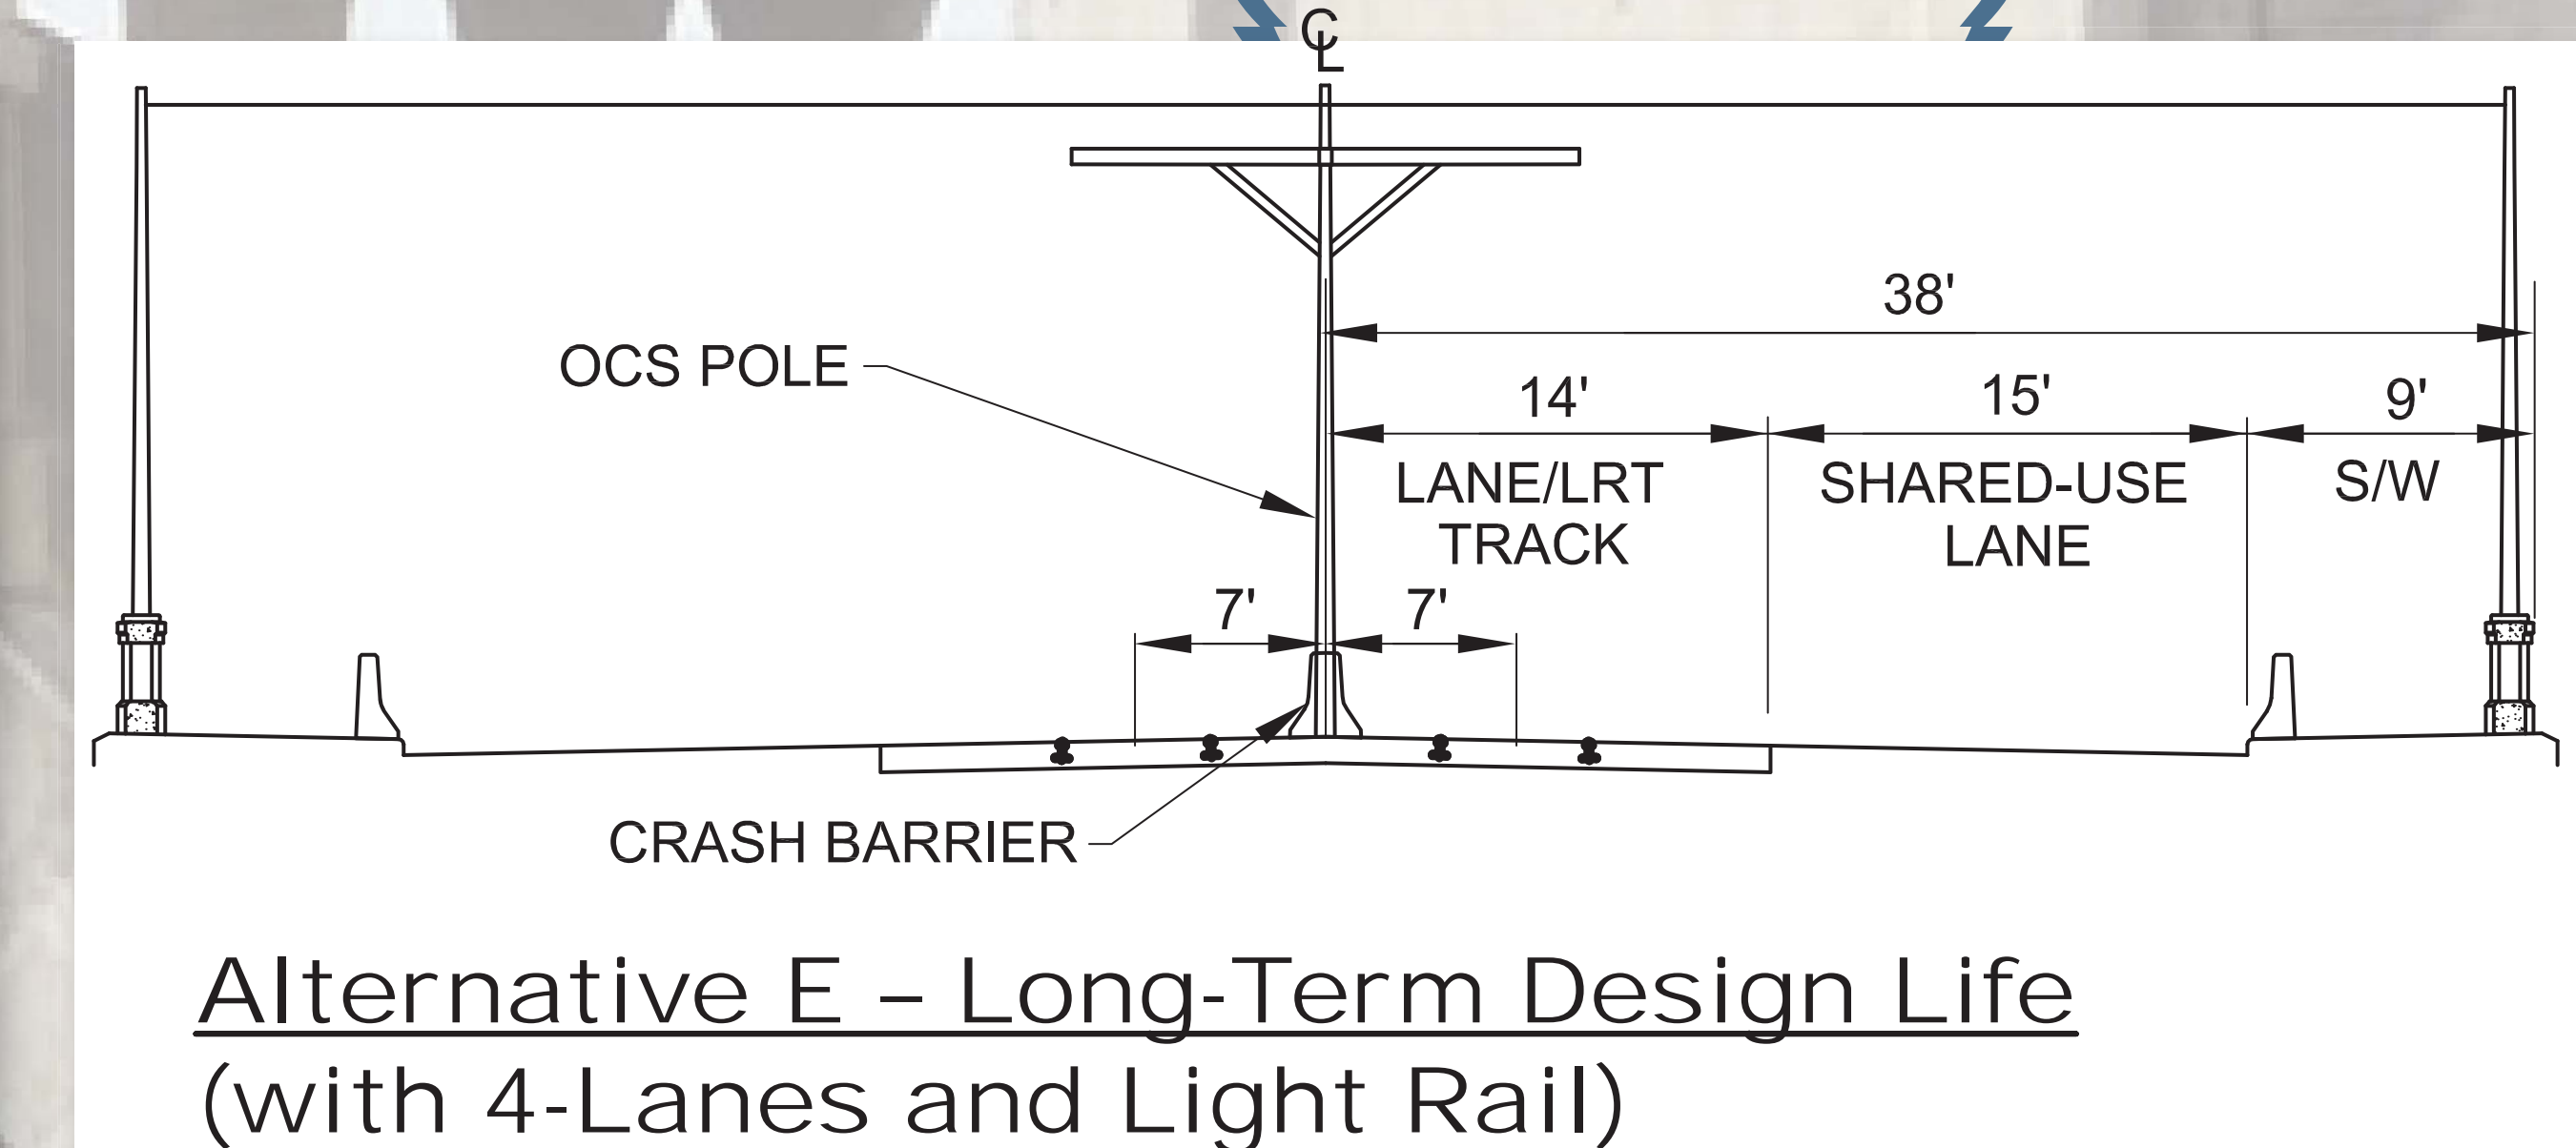 CL
38'
OCS POLE
14'
15'
9'
LANE/LRT
TRACK
SHARED-USE
LANE
S/W
7'
7'
CRASH BARRIER
Alternative E – Long-Term Design Life
(with 4-Lanes and Light Rail)